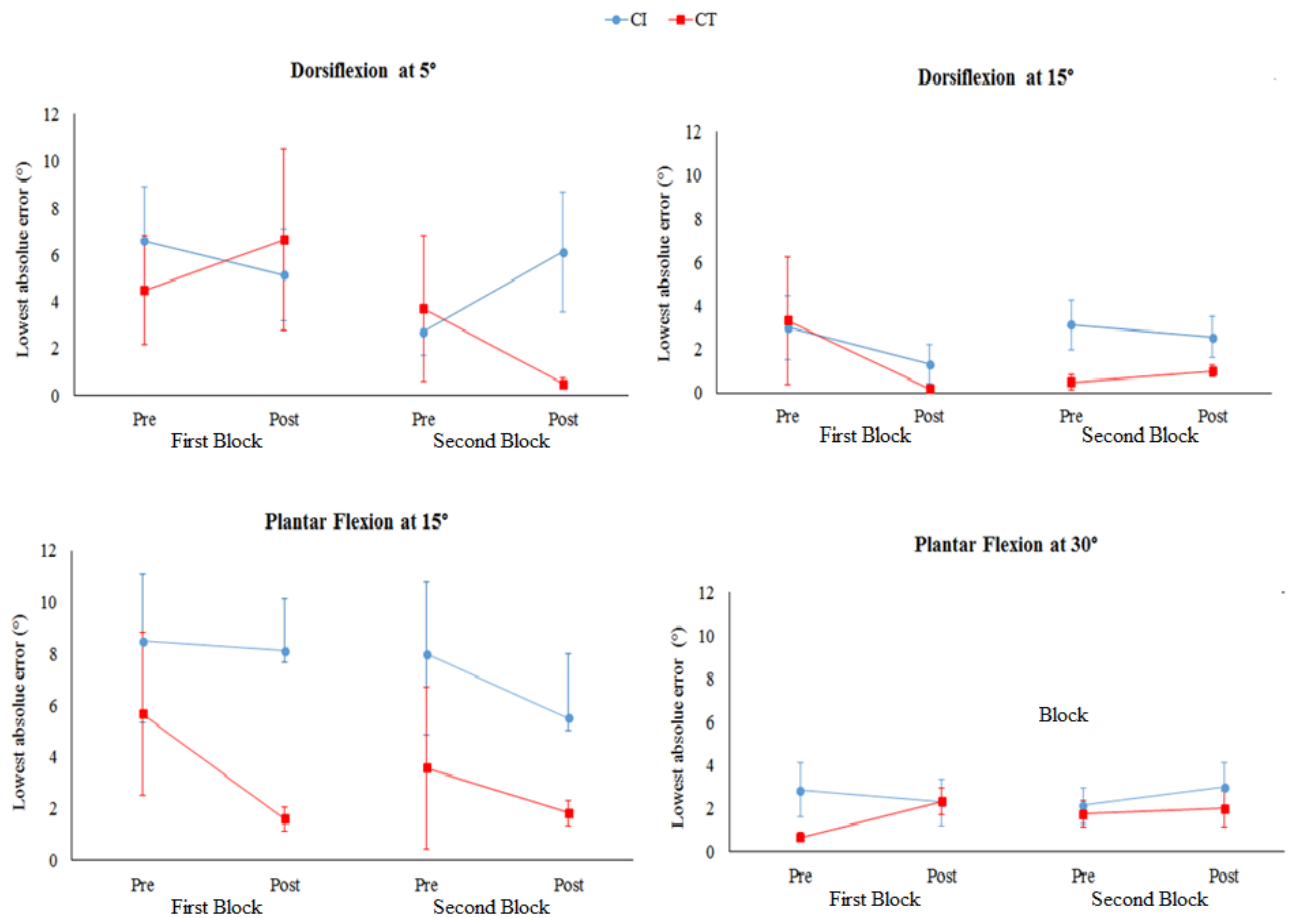 CI CT
Dorsiflexion at 5°
Lowest absolue error (°)
12
10
8
6
4
2
0
Pre Post Pre Post
First Block Second Block
Dorsiflexion at 15°
Lowest absolue error (°)
12
10
8
6
4
2
0
Pre Post Pre Post
First Block Second Block
Plantar Flexion at 15°
Lowest absolue error (°)
12
10
8
6
4
2
0
Pre Post Pre Post
First Block Second Block
Plantar Flexion at 30°
Lowest absolue error (°)
12
10
8
6
4
2
0
Block
Pre Post Pre Post
First Block Second Block